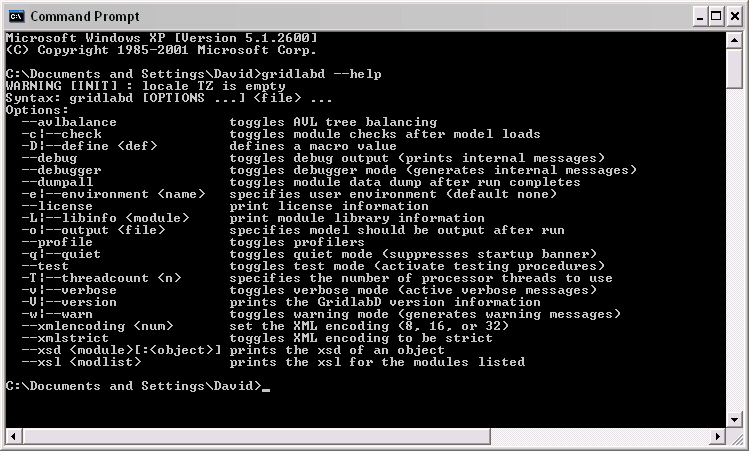 Command Prompt
Microsoft Windows XP [Version 5.1.2600]
(C) Copyright 1985-2001 Microsoft Corp.
C:\Documents and Settings\David>gridlabd --help
WARNING [INIT] : locale TZ is empty
Syntax: gridlabd [OPTIONS ...] <file> ...
Options:
  --avlbalance              toggles AVL tree balancing
  -c|--check                toggles module checks after model loads
  -D|--define <def>         defines a macro value
  --debug                   toggles debug output (prints internal messages)
  --debugger                toggles debugger mode (generates internal messages)
  --dumpall                 toggles module data dump after run completes
  -e|--environment <name>   specifies user environment (default none)
  --license                 print license information
  -L|--libinfo <module>     print module library information
  -o|--output <file>        specifies model should be output after run
  --profile                 toggles profilers
  -q|--quiet                toggles quiet mode (suppresses startup banner)
  --test                    toggles test mode (activate testing procedures)
  -T|--threadcount <n>      specifies the number of processor threads to use
  -v|--verbose              toggles verbose mode (active verbose messages)
  -V|--version              prints the GridlabD version information
  -w|--warn                 toggles warning mode (generates warning messages)
  --xmlencoding <num>       set the XML encoding (8, 16, or 32)
  --xmlstrict               toggles XML encoding to be strict
  --xsd <module>[:<object>] prints the xsd of an object
  --xsl <modlist>           prints the xsl for the modules listed
C:\Documents and Settings\David>_